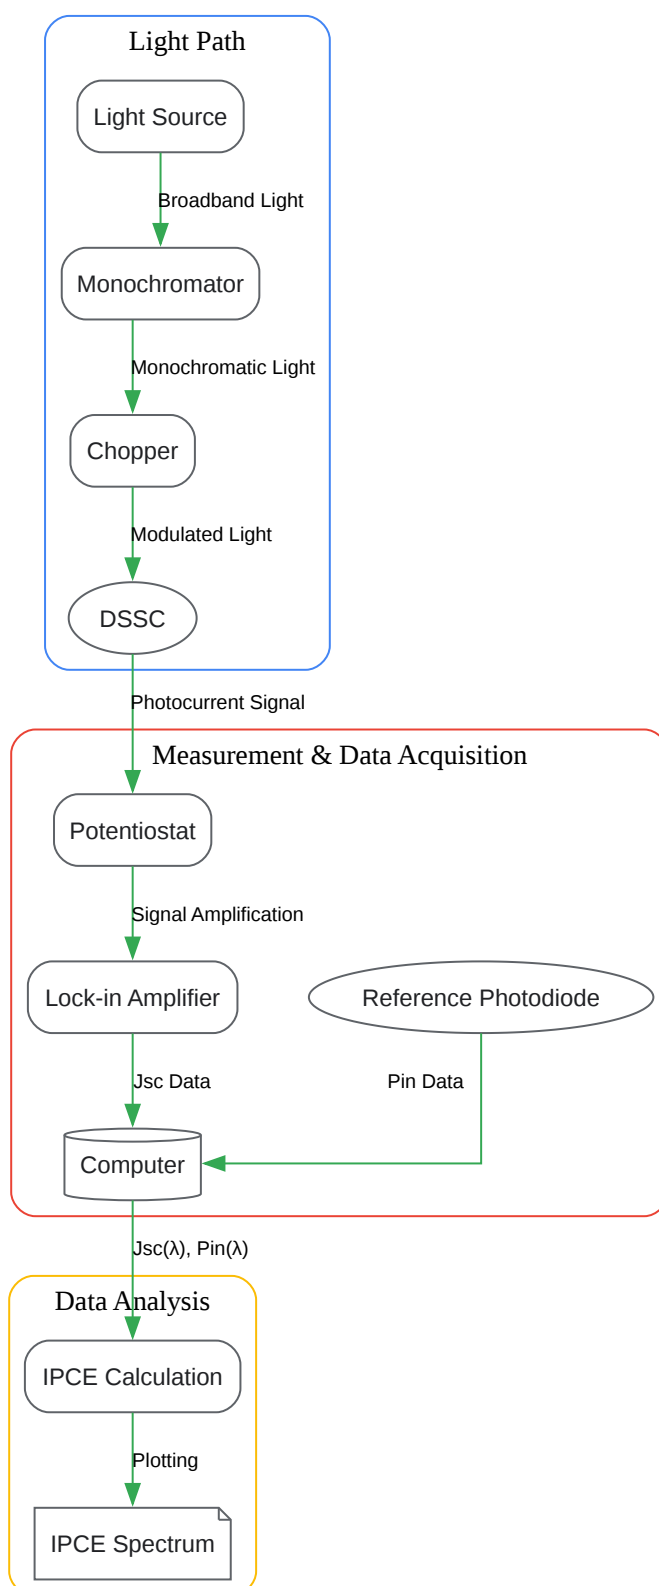 Light Path
Light Source
Broadband Light
Monochromator
Monochromatic Light
Chopper
Modulated Light
DSSC
Photocurrent Signal
Measurement & Data Acquisition
Potentiostat
Signal Amplification
Lock-in Amplifier
Reference Photodiode
Jsc Data
Pin Data
Computer
Jsc(λ), Pin(λ)
Data Analysis
IPCE Calculation
Plotting
IPCE Spectrum